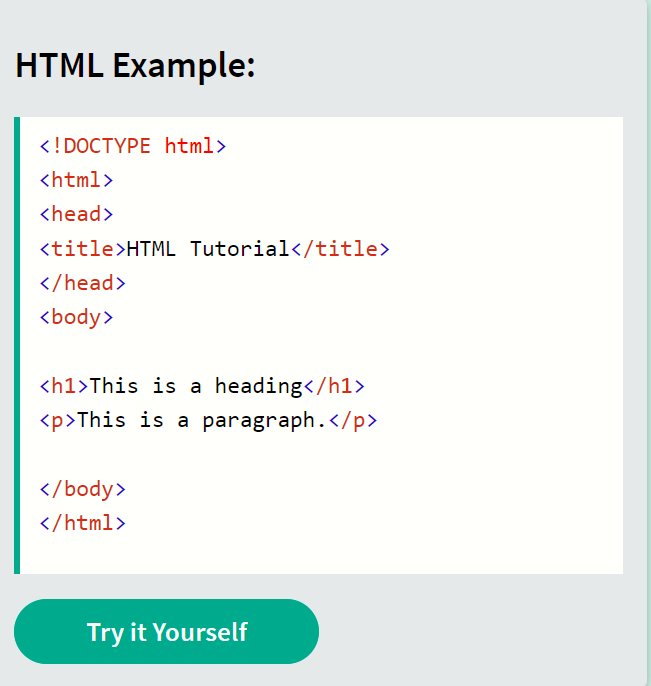 HTML Example:
<!DOCTYPE html>
<html>
<head>
<title>HTML Tutorial</title>
</head>
<body>
<h1>This is a heading</h1>
<p>This is a paragraph.</p>
</body>
</html>
Try it Yourself